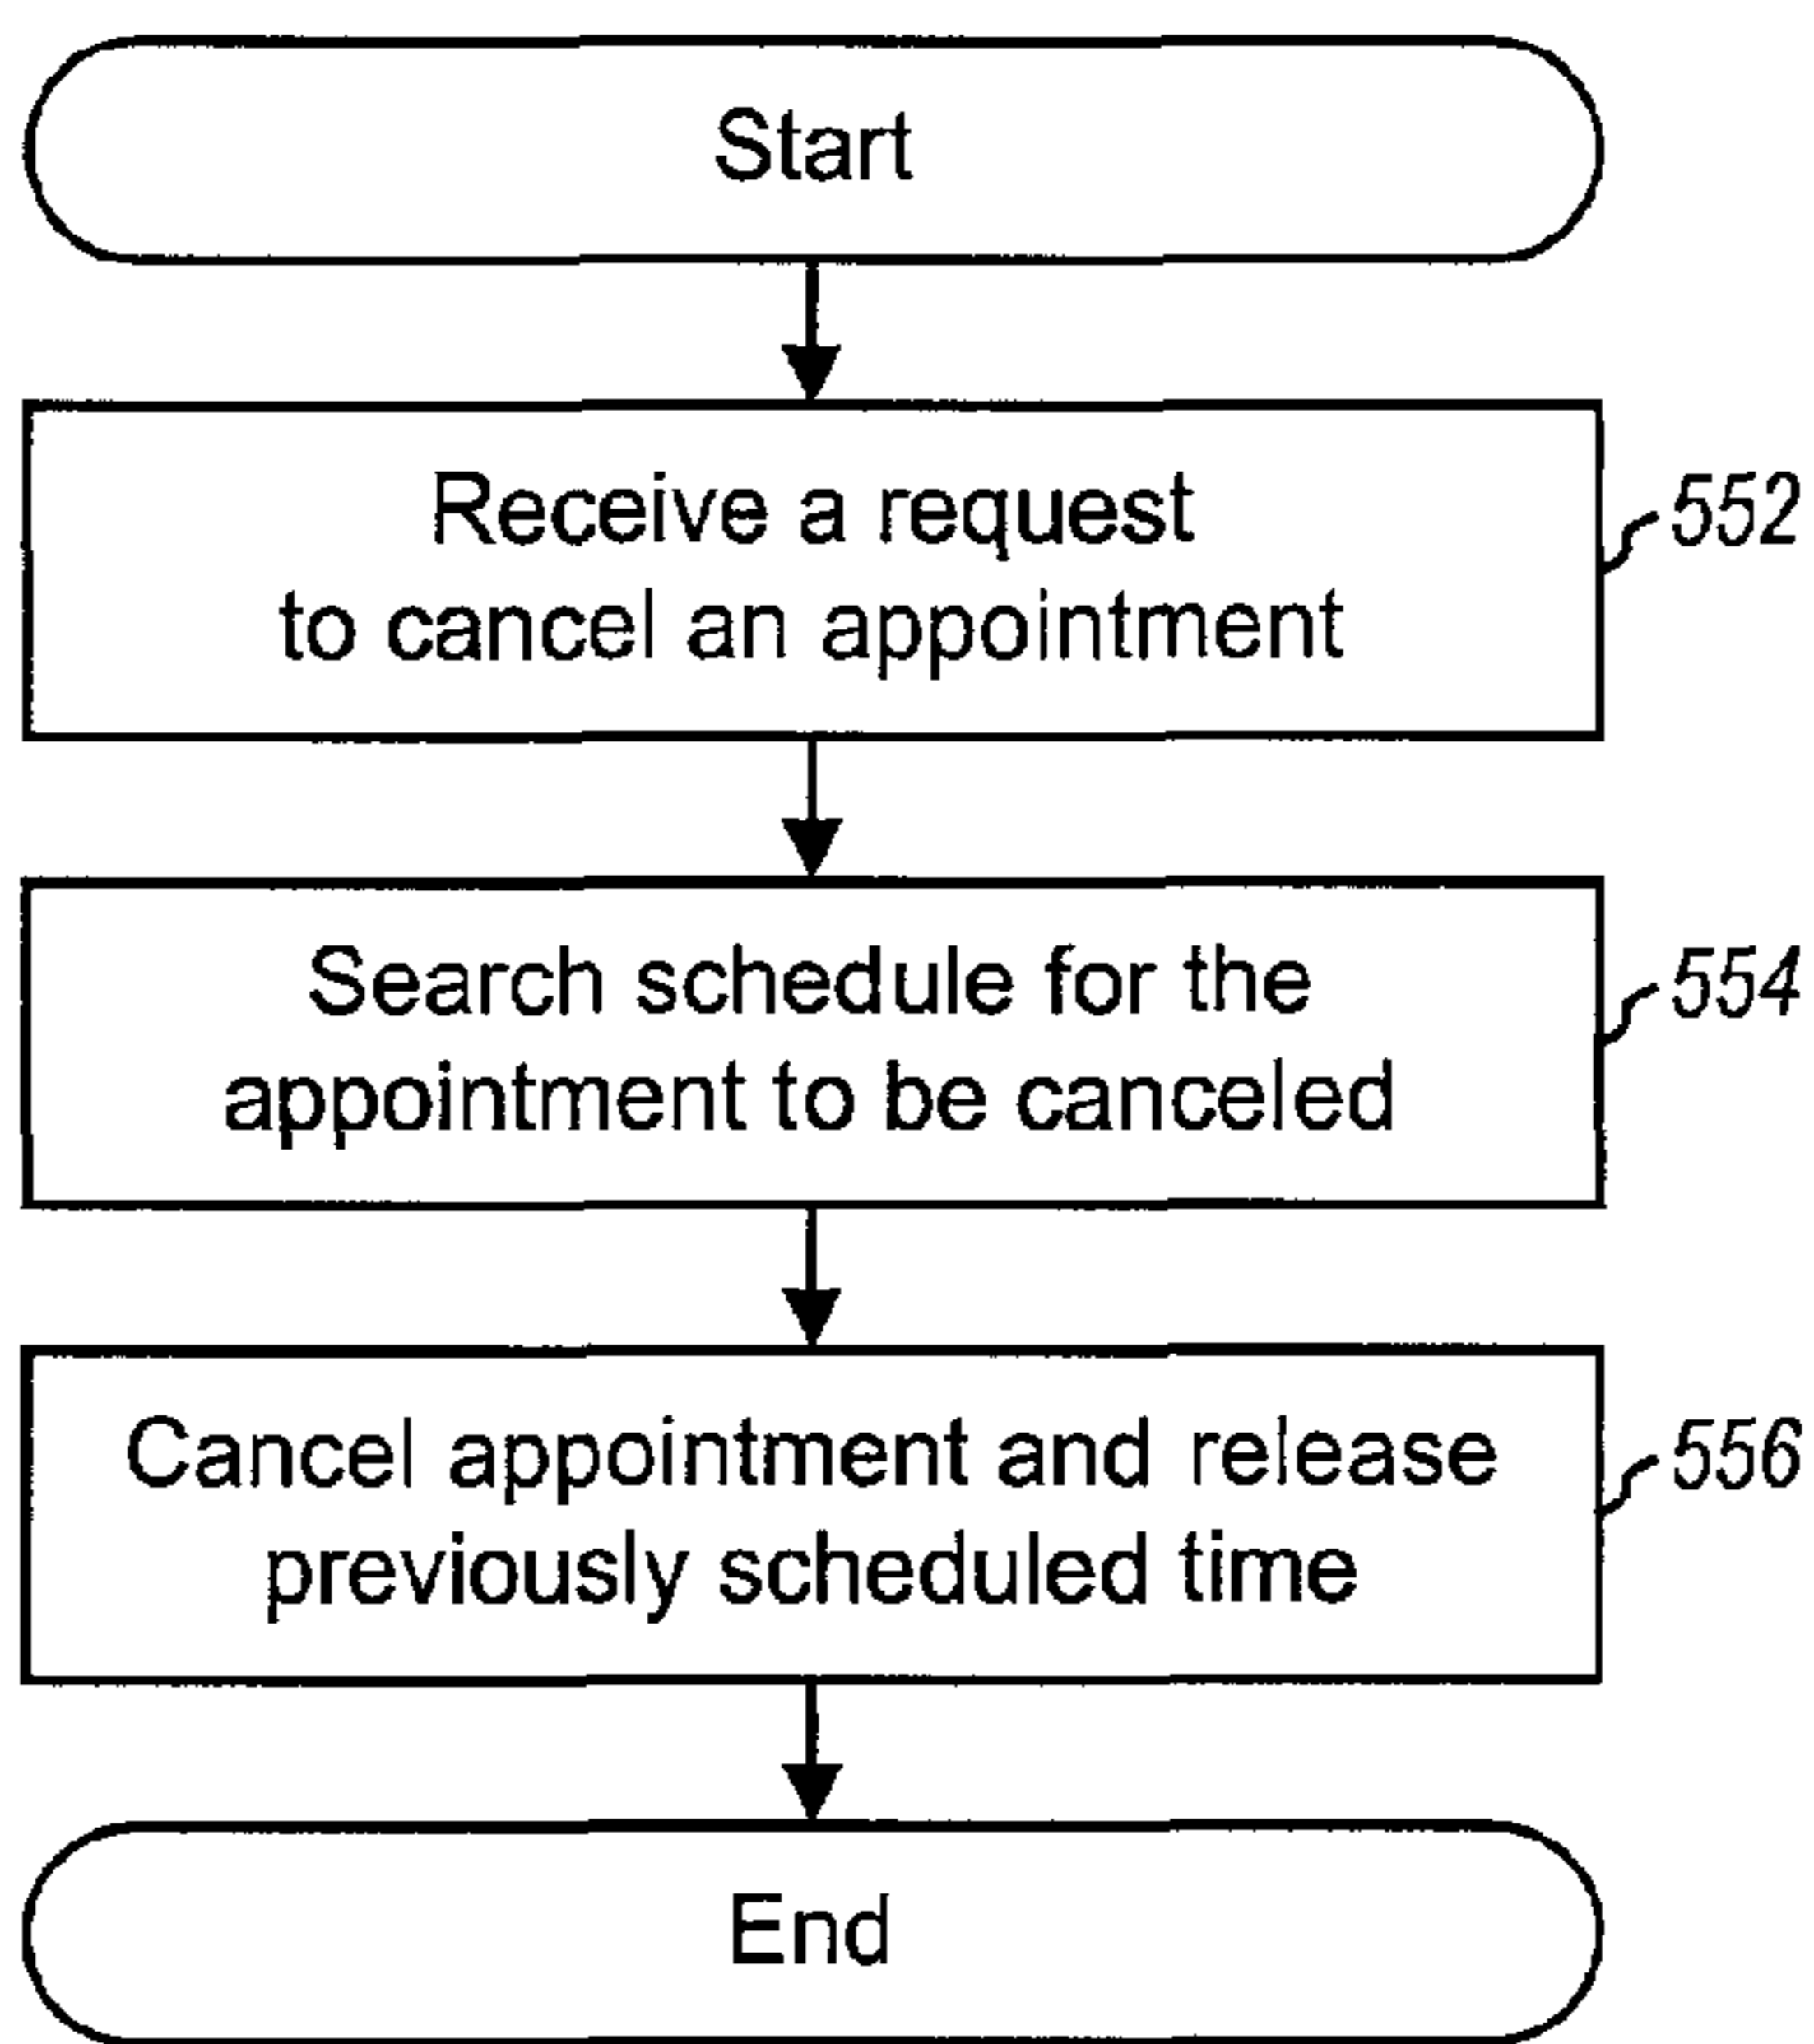 Start
Receive a request
to cancel an appointment
552
Search schedule for the
appointment to be canceled
554
Cancel appointment and release
previously scheduled time
556
End